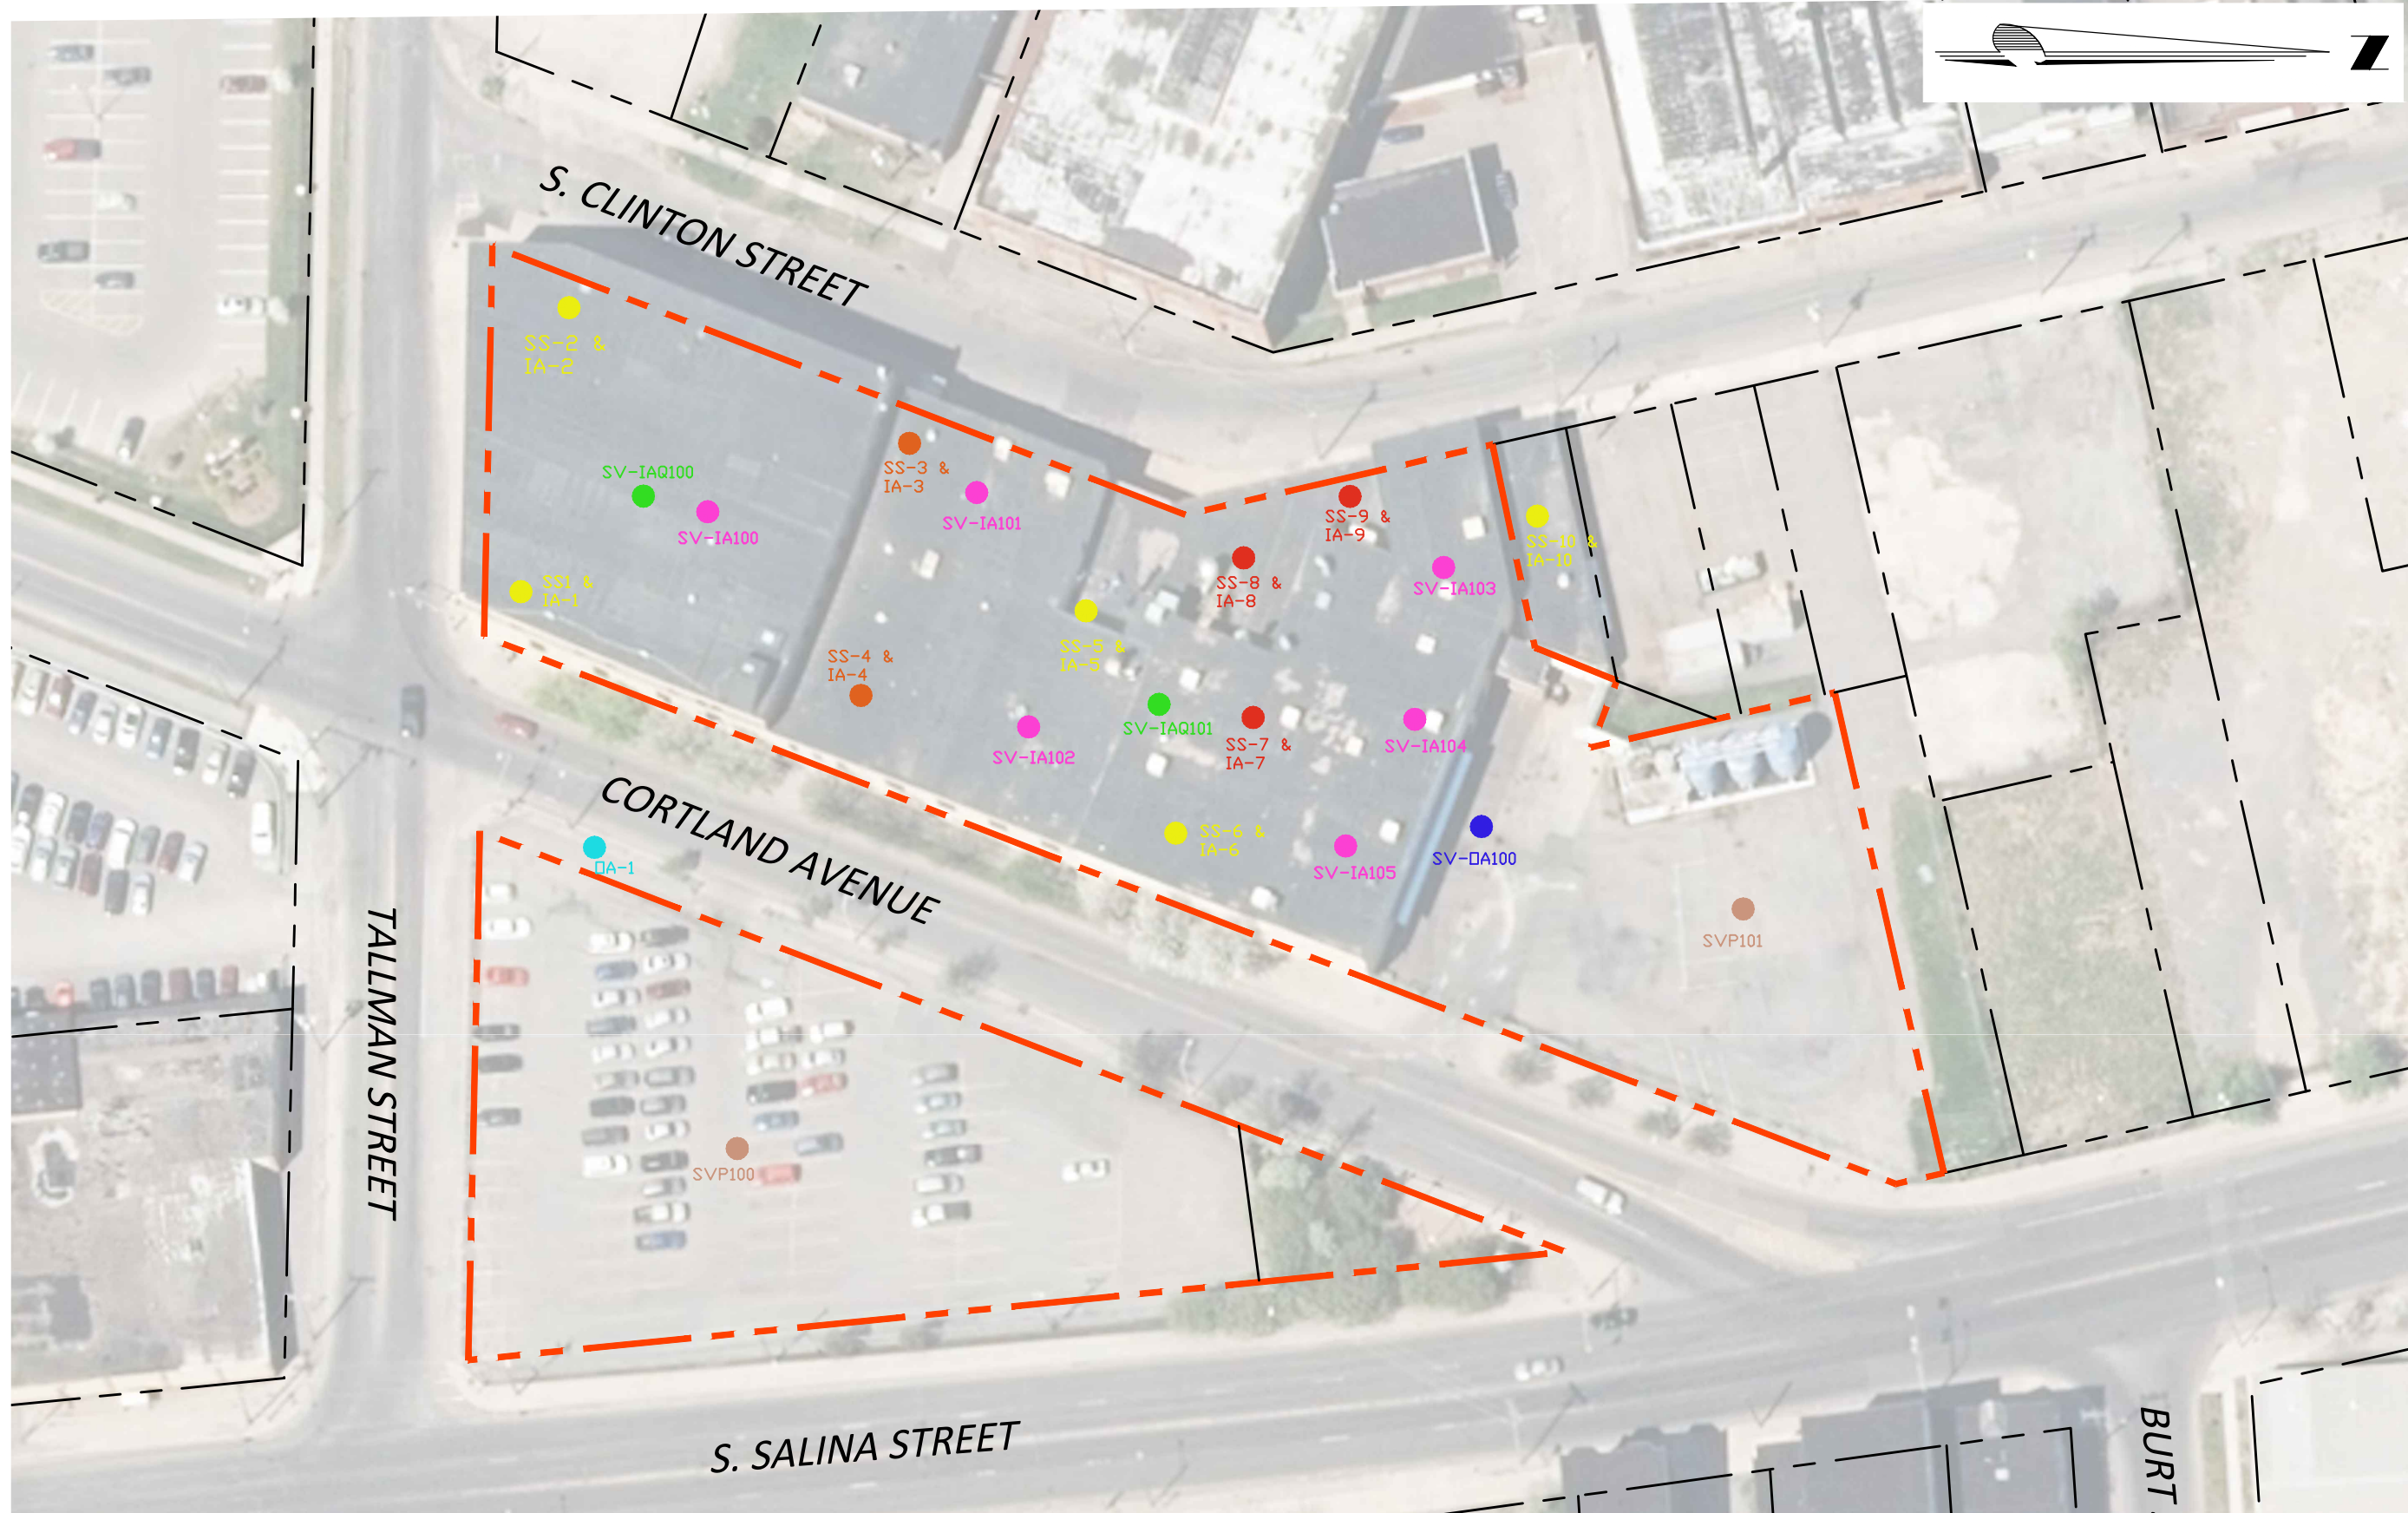 Z
S. CLINTON STREET
SS-2 &
IA-2
SV-IAQ100
SV-IA100
SS1 &
IA-1
SS-3 &
IA-3
SV-IA101
SS-4 &
IA-4
SS-5 &
IA-5
SV-IA102
SV-IAQ101
SS-8 &
IA-8
SS-9 &
IA-9
SV-IA103
SS-10 &
IA-10
SS-7 &
IA-7
SV-IA104
SS-6 &
IA-6
SV-IA105
SV-OA100
SVP101
CORTLAND AVENUE
OA-1
TALLMAN STREET
SVP100
S. SALINA STREET
BURT